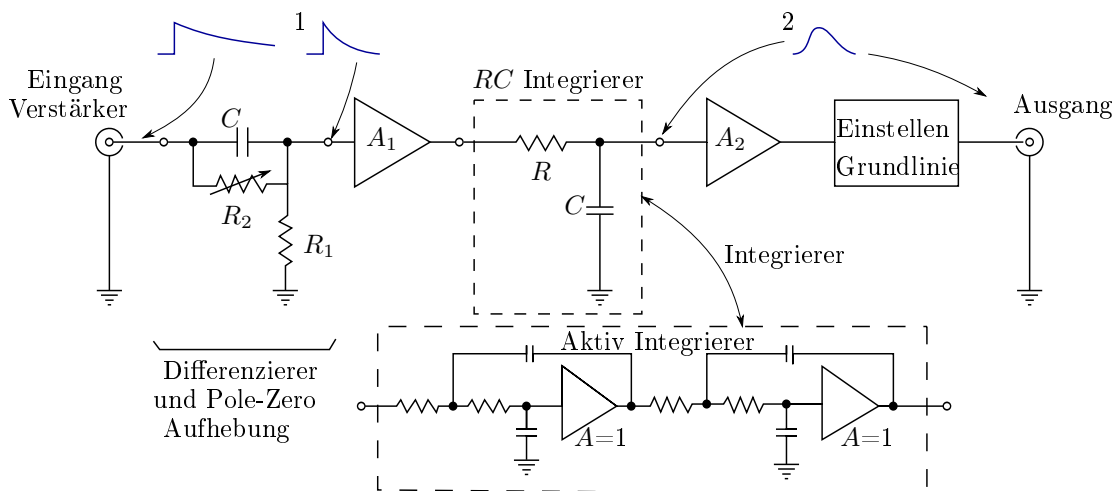 1
2
Eingang
Verstärker
RC Integrierer
Ausgang
C
A1
A2
Einstellen
Grundlinie
R
R2
C
R1
Integrierer
Aktiv Integrierer
Differenzierer
und Pole-Zero
Aufhebung
A=1
A=1